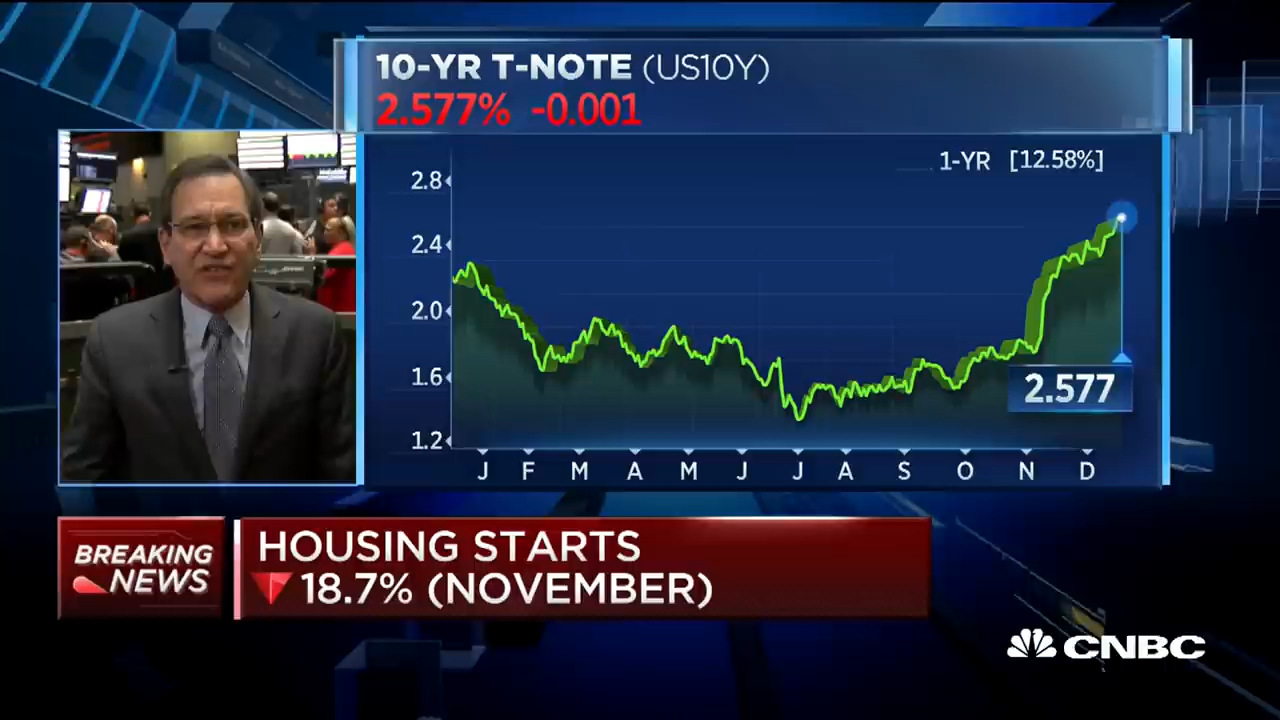 10-YR T-NOTE (US10Y)
2.577% -0.001
1-YR [12.58%]
2.8
2.4
2.0
1.6
1.2
2.577
J F M A M J J A S O N D
BREAKING
NEWS
HOUSING STARTS
▼ 18.7% (NOVEMBER)
CNBC